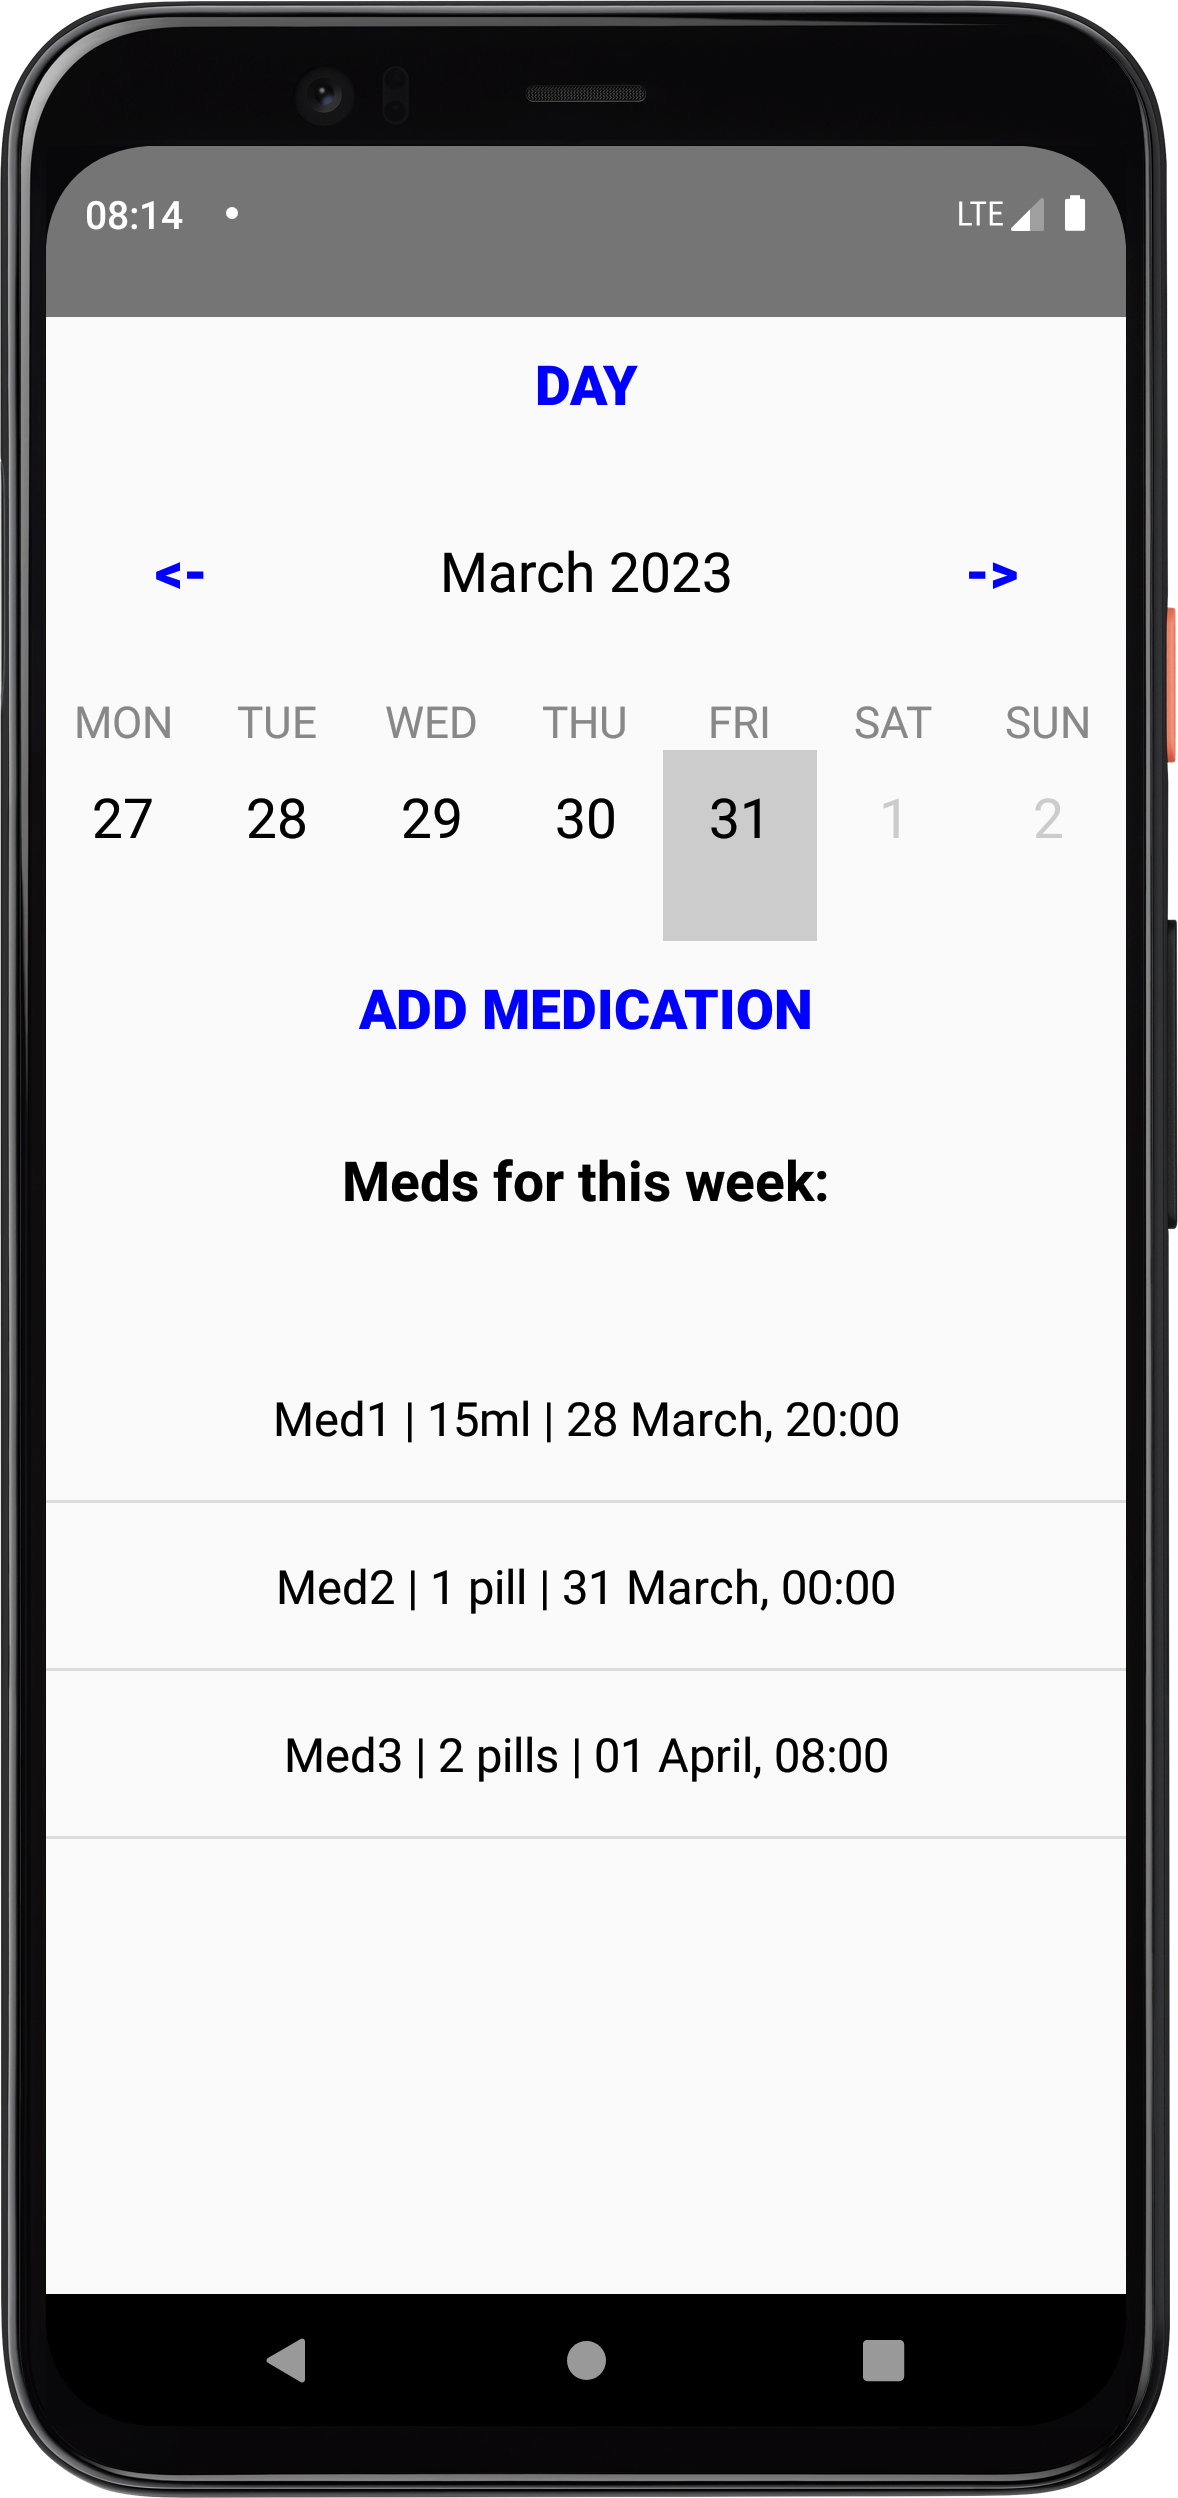 08:14 LTE
DAY
<- March 2023 ->
MON TUE WED THU FRI SAT SUN
27 28 29 30 31 1 2
ADD MEDICATION
Meds for this week:
Med1 | 15ml | 28 March, 20:00
Med2 | 1 pill | 31 March, 00:00
Med3 | 2 pills | 01 April, 08:00